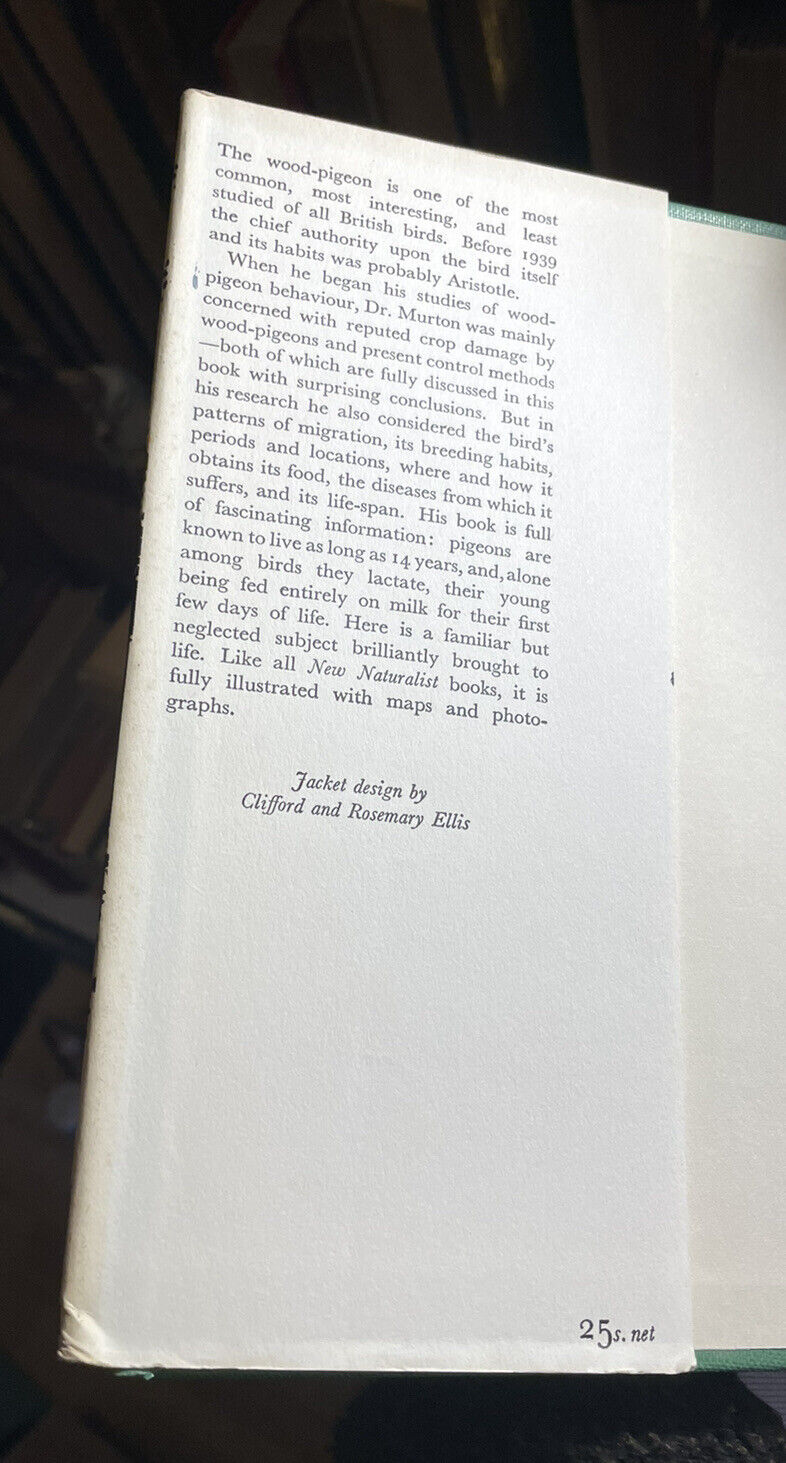 The wood-pigeon is one of the most
common, most interesting, and least
studied of all British birds. Before 1939
the chief authority upon the bird itself
and its habits was probably Aristotle.
When he began his studies of wood-
pigeon behaviour, Dr. Murton was mainly
concerned with reputed crop damage by
wood-pigeons and present control methods
—both of which are fully discussed in this
book with surprising conclusions. But in
his research he also considered the bird's
patterns of migration, its breeding habits,
periods and locations, where and how it
obtains its food, the diseases from which it
suffers, and its life-span. His book is full
of fascinating information: pigeons are
known to live as long as 14 years, and, alone
among birds they lactate, their young
being fed entirely on milk for their first
few days of life. Here is a familiar but
neglected subject brilliantly brought to
life. Like all New Naturalist books, it is
fully illustrated with maps and photo-
graphs.
Jacket design by
Clifford and Rosemary Ellis
25s. net